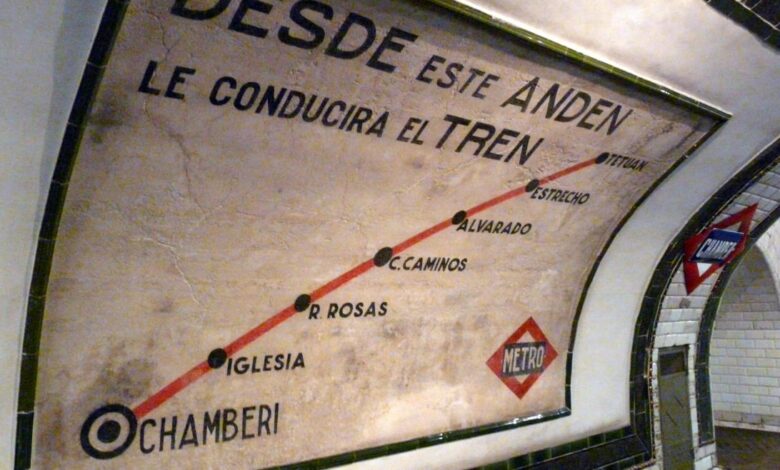 DESDE ESTE ANDEN
LE CONDUCIRA EL TREN
TETUAN
ESTRECHO
ALVARADO
C. CAMINOS
R. ROSAS
IGLESIA
CHAMBERI
METRO
CHAMBERI